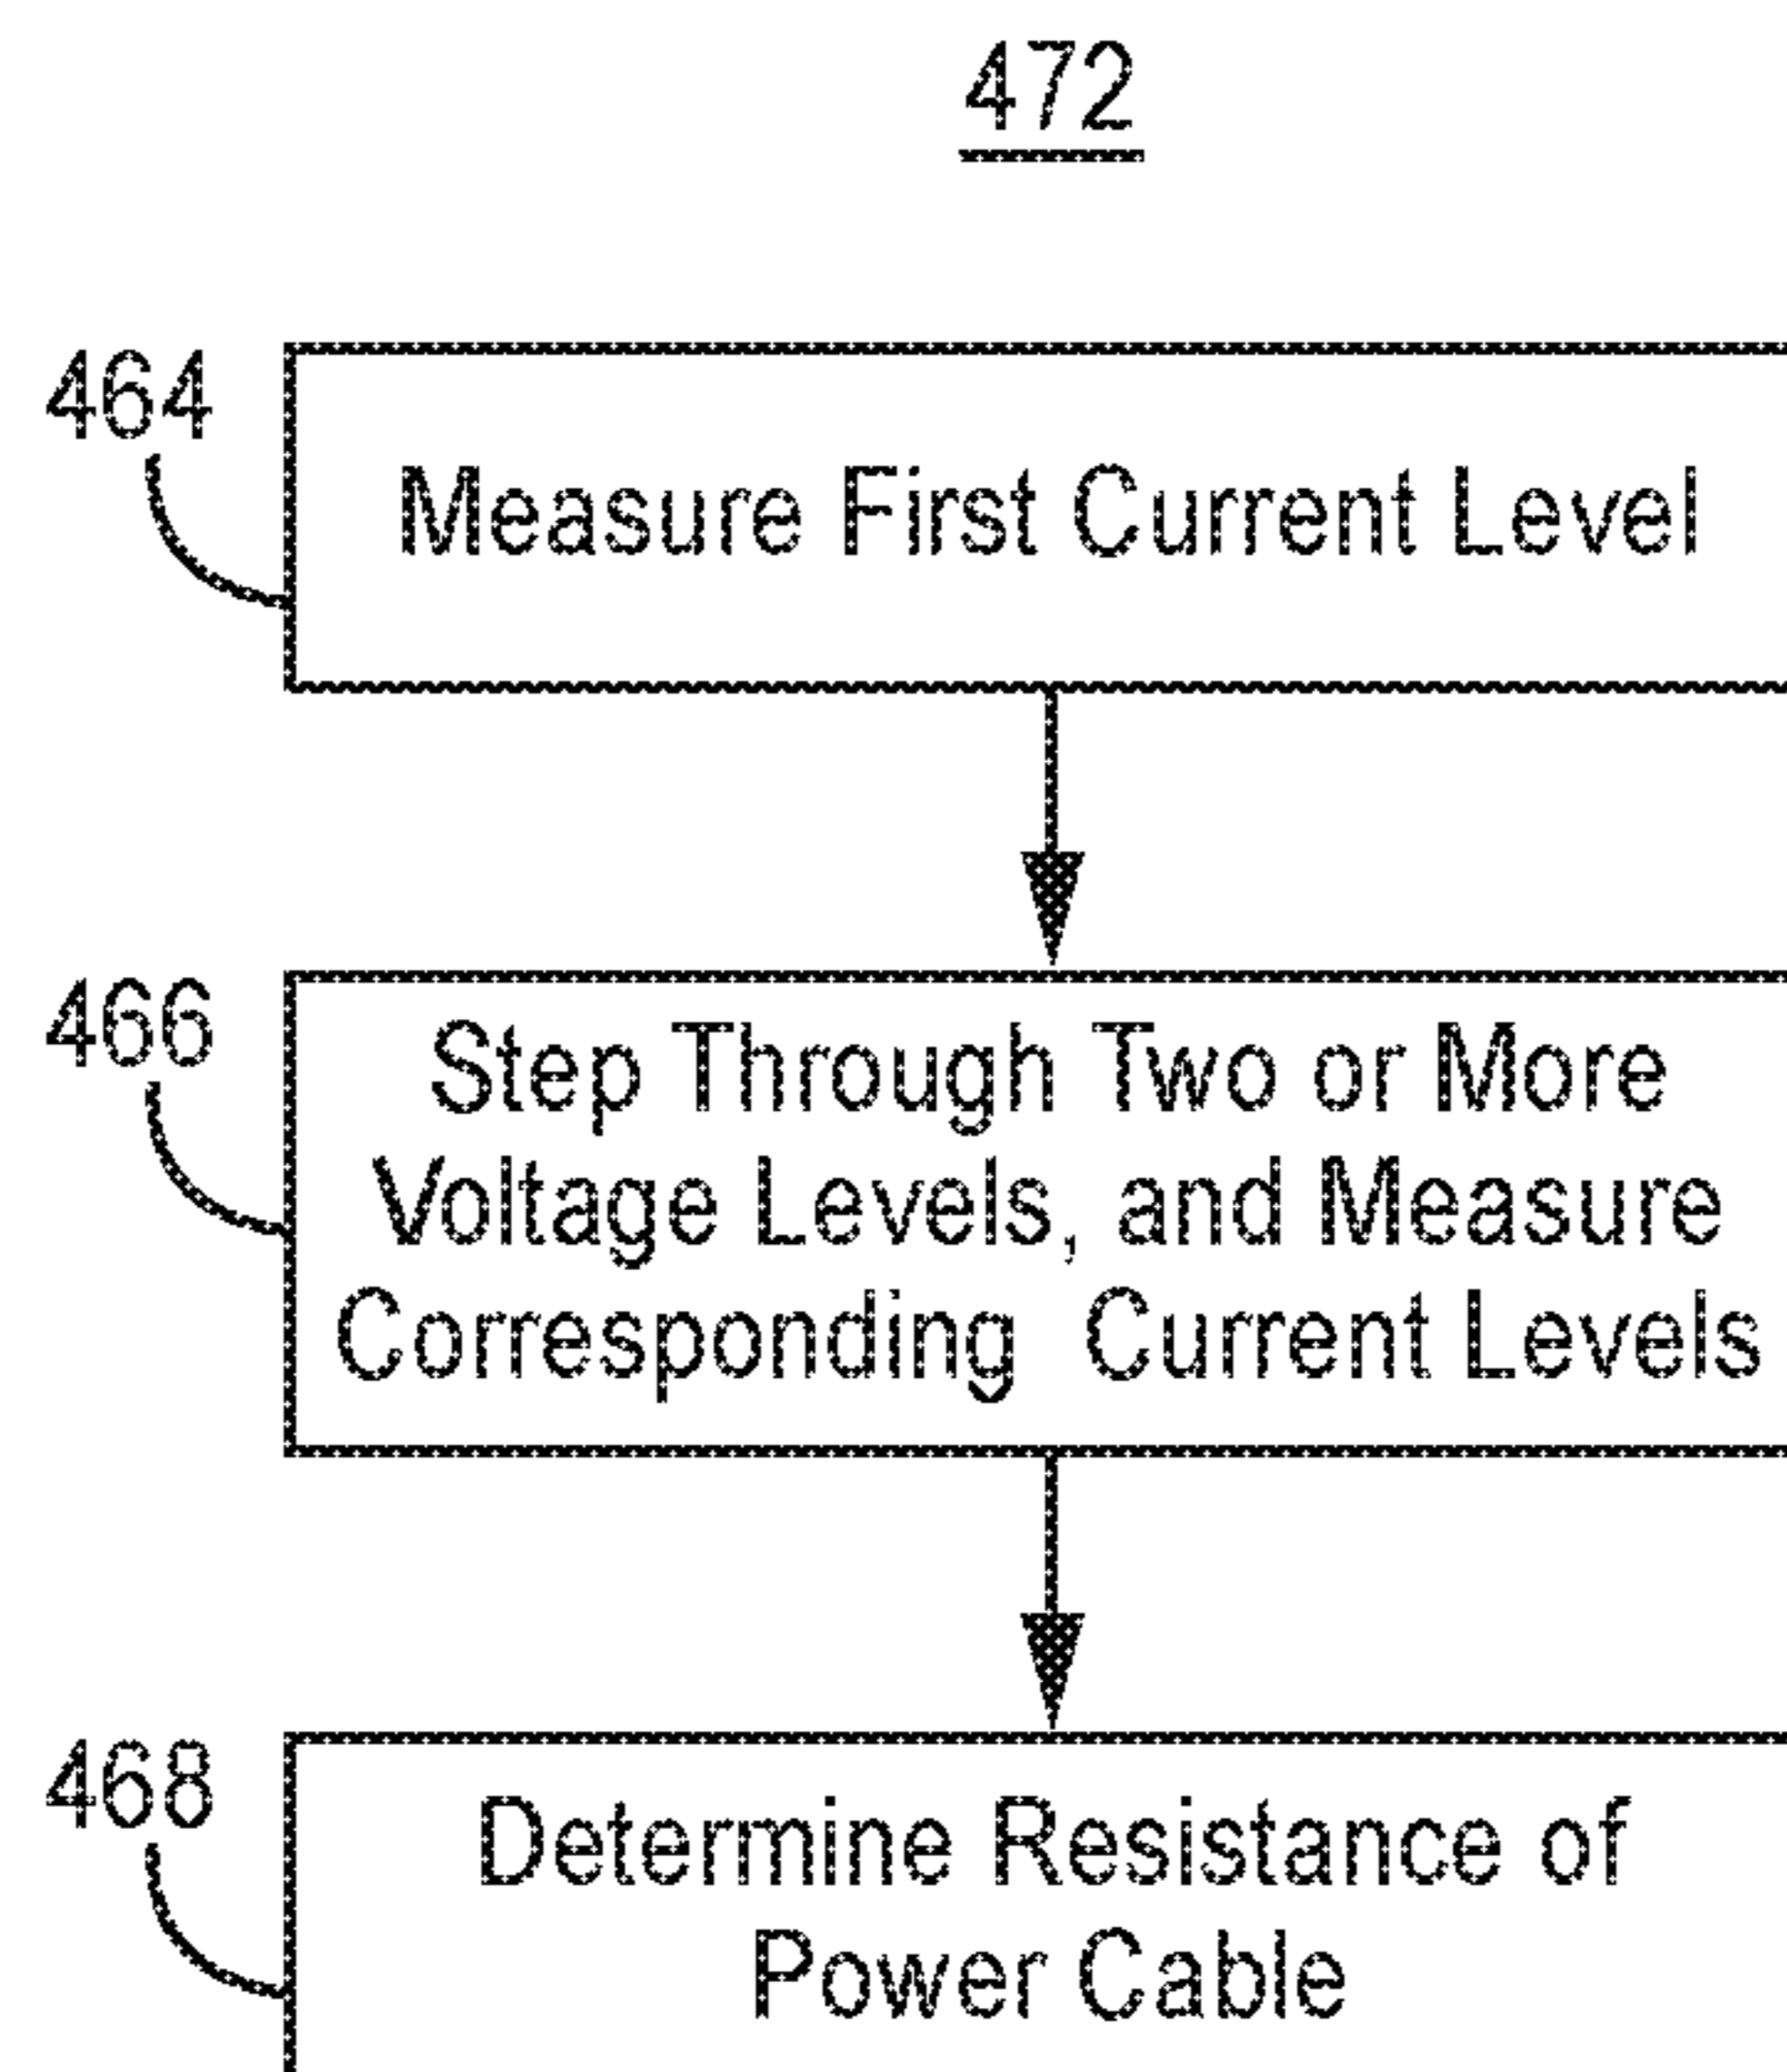 472
464
Measure First Current Level
466
Step Through Two or More
Voltage Levels, and Measure
Corresponding Current Levels
468
Determine Resistance of
Power Cable